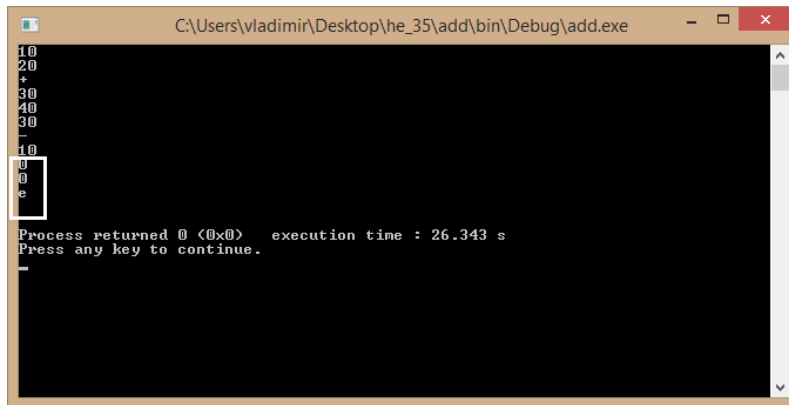 C:\Users\vladimir\Desktop\he_35\add\bin\Debug\add.exe
10
20
+
30
40
30
-
10
0
0
e
Process returned 0 (0x0)   execution time : 26.343 s
Press any key to continue.